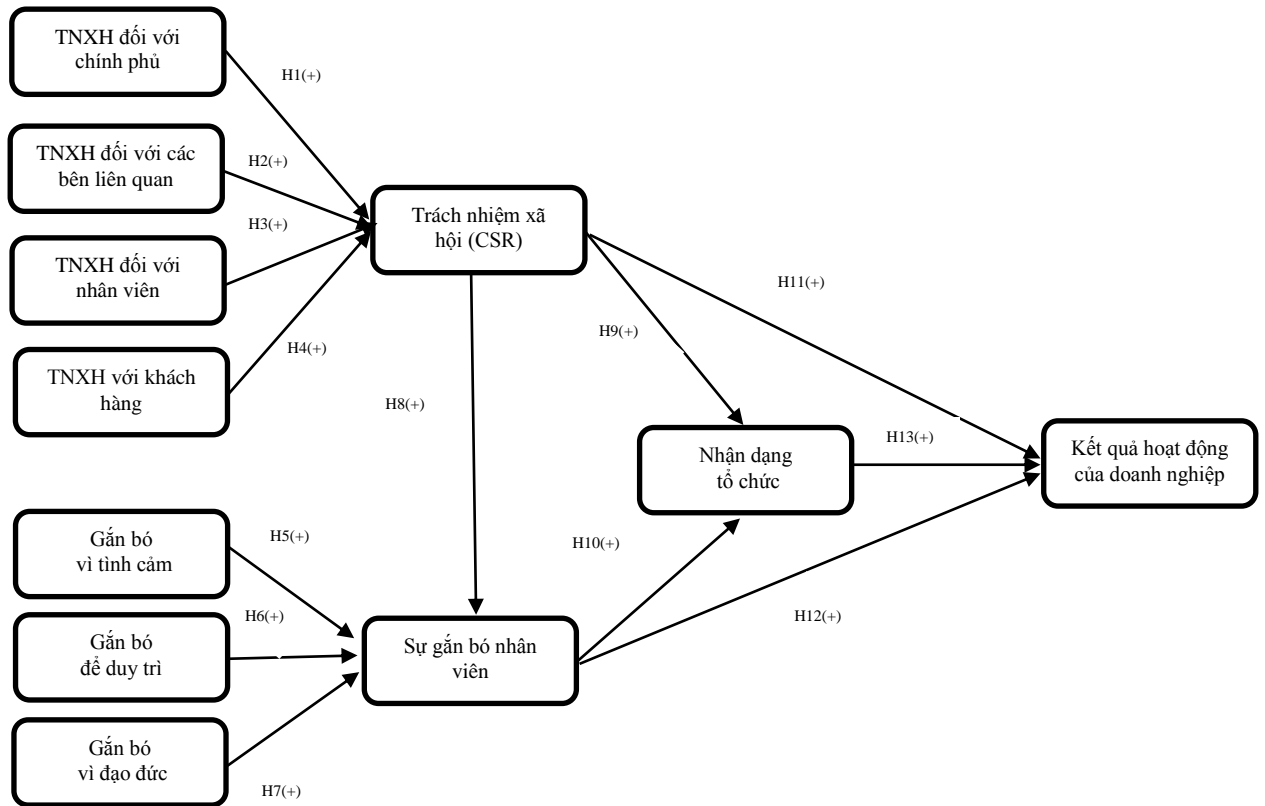 TNXH đối với
chính phủ
H1(+)
TNXH đối với các
bên liên quan
H2(+)
TNXH đối với
nhân viên
H3(+)
TNXH với khách
hàng
H4(+)
Trách nhiệm xã
hội (CSR)
H11(+)
H9(+)
H8(+)
Nhận dạng
tổ chức
H13(+)
Kết quả hoạt động
của doanh nghiệp
Gắn bó
vì tình cảm
H5(+)
Gắn bó
để duy trì
H6(+)
Gắn bó
vì đạo đức
H7(+)
Sự gắn bó nhân
viên
H10(+)
H12(+)